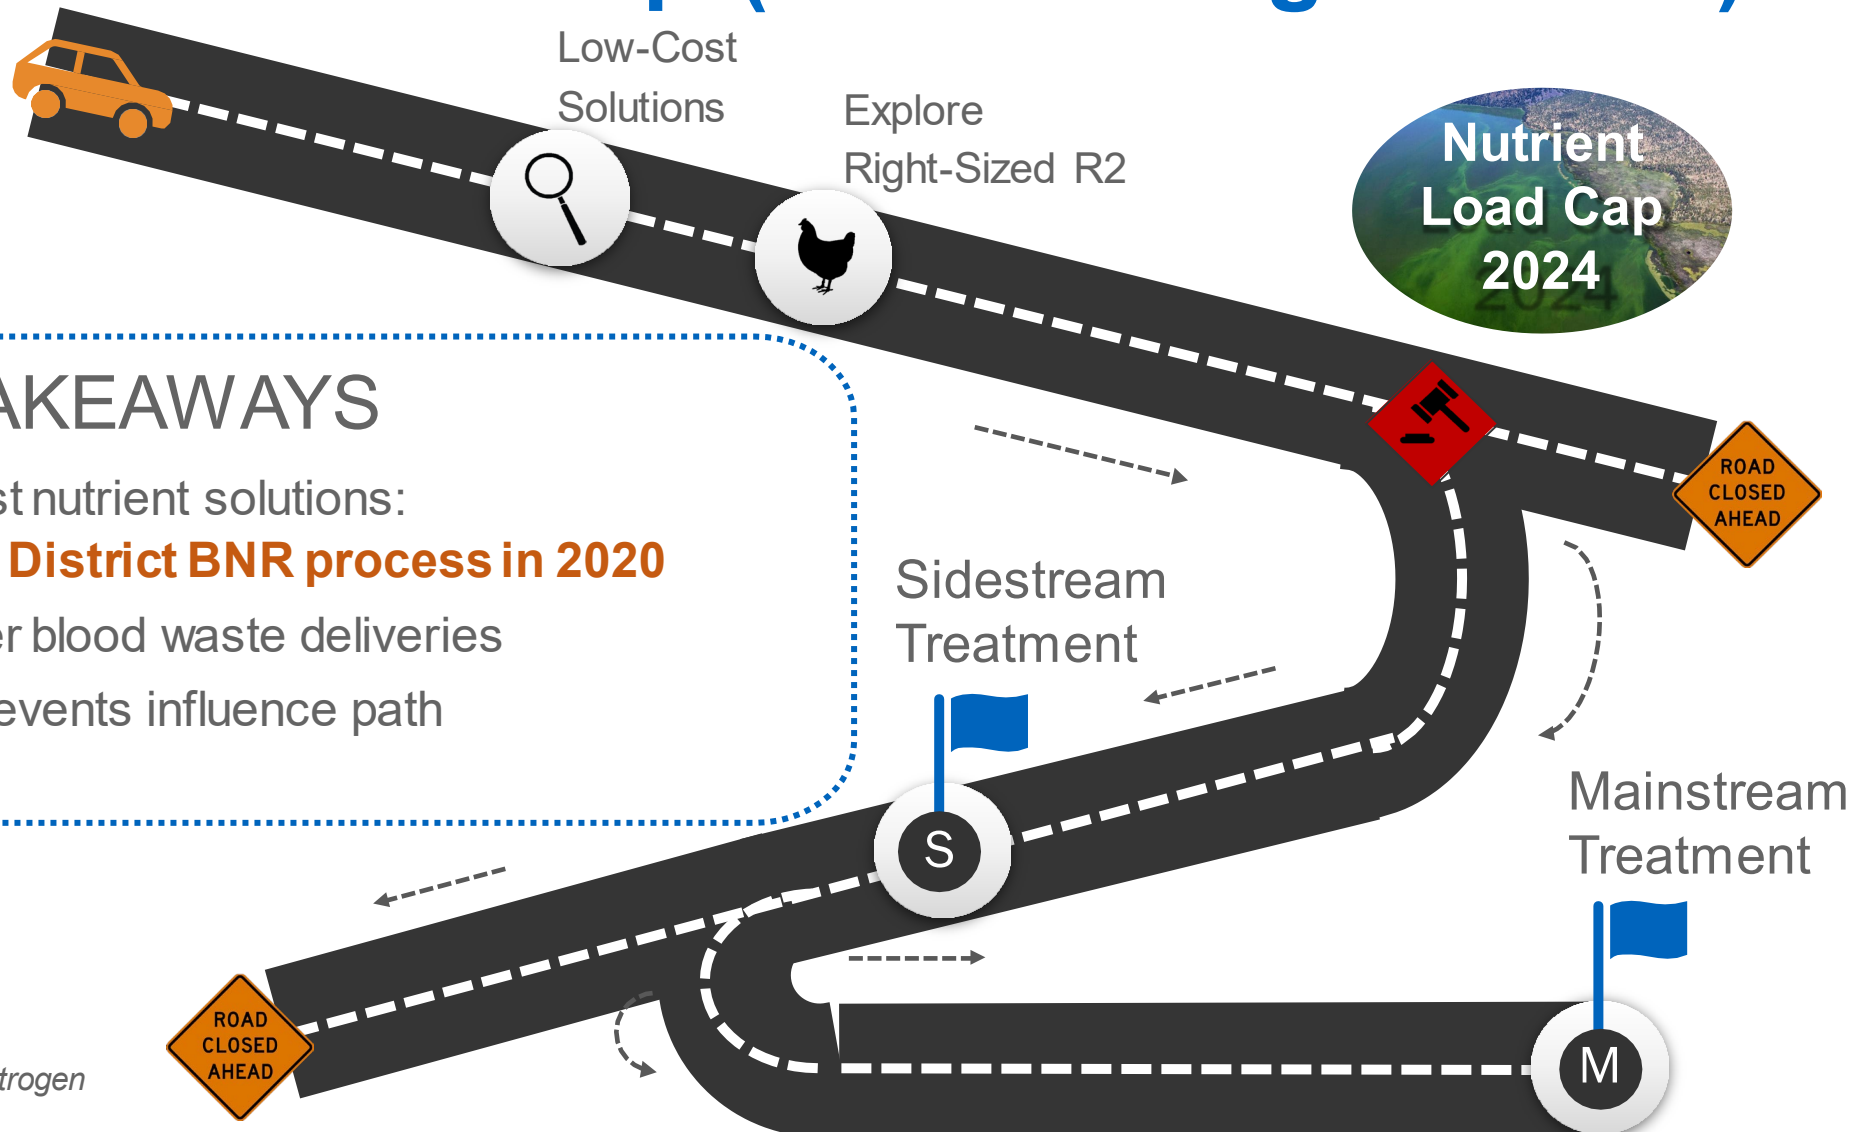 Low-Cost
Solutions
Explore
Right-Sized R2
Nutrient
Load Cap
2024
AKEAWAYS
st nutrient solutions:
District BNR process in 2020
er blood waste deliveries
events influence path
ROAD
CLOSED
AHEAD
Sidestream
Treatment
S
Mainstream
Treatment
M
ROAD
CLOSED
AHEAD
trogen